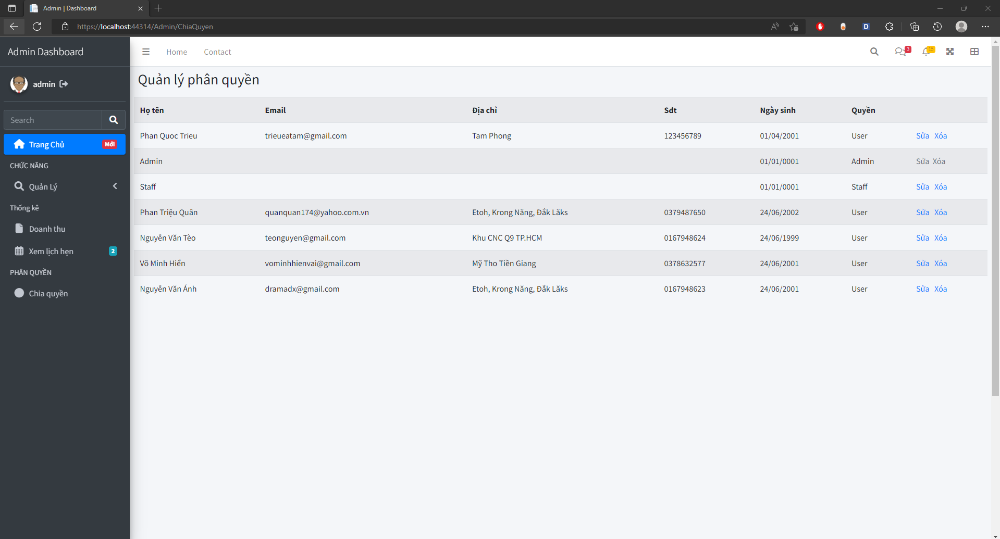 Admin | Dashboard
https://localhost:44314/Admin/ChiaQuyen
Admin Dashboard
Home Contact
3
15
admin
Search
Trang Chủ Mới
CHỨC NĂNG
Quản Lý
Thống kê
Doanh thu
Xem lịch hẹn 2
PHÂN QUYỀN
Chia quyền
Quản lý phân quyền
Họ tên Email Địa chỉ Sđt Ngày sinh Quyền
Phan Quoc Trieu trieueatam@gmail.com Tam Phong 123456789 01/04/2001 User Sửa Xóa
Admin 01/01/0001 Admin Sửa Xóa
Staff 01/01/0001 Staff Sửa Xóa
Phan Triệu Quân quanquan174@yahoo.com.vn Etoh, Krong Năng, Đắk Lăks 0379487650 24/06/2002 User Sửa Xóa
Nguyễn Văn Tèo teonguyen@gmail.com Khu CNC Q9 TP.HCM 0167948624 24/06/1999 User Sửa Xóa
Võ Minh Hiển vominhhienvai@gmail.com Mỹ Tho Tiền Giang 0378632577 24/06/2001 User Sửa Xóa
Nguyễn Văn Ánh dramadx@gmail.com Etoh, Krong Năng, Đắk Lăks 0167948623 24/06/2001 User Sửa Xóa